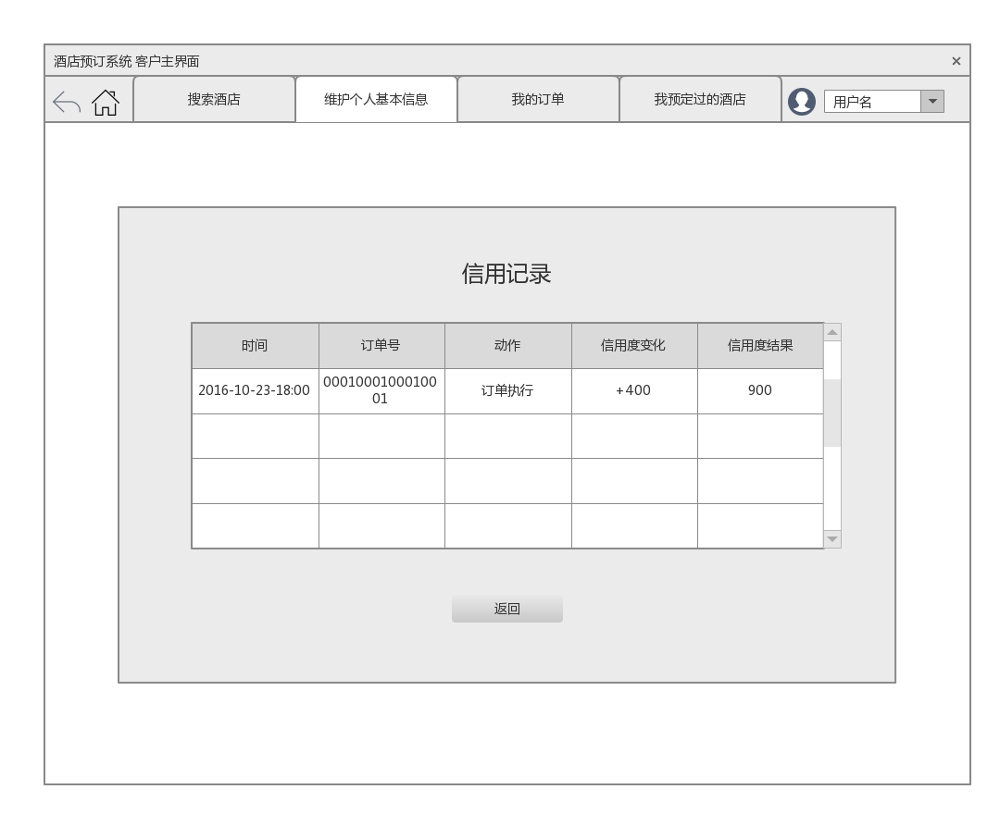 酒店预订系统 客户主界面
搜索酒店
维护个人基本信息
我的订单
我预定过的酒店
用户名
信用记录
时间
订单号
动作
信用度变化
信用度结果
2016-10-23-18:00
00010001000100
01
订单执行
+400
900
返回